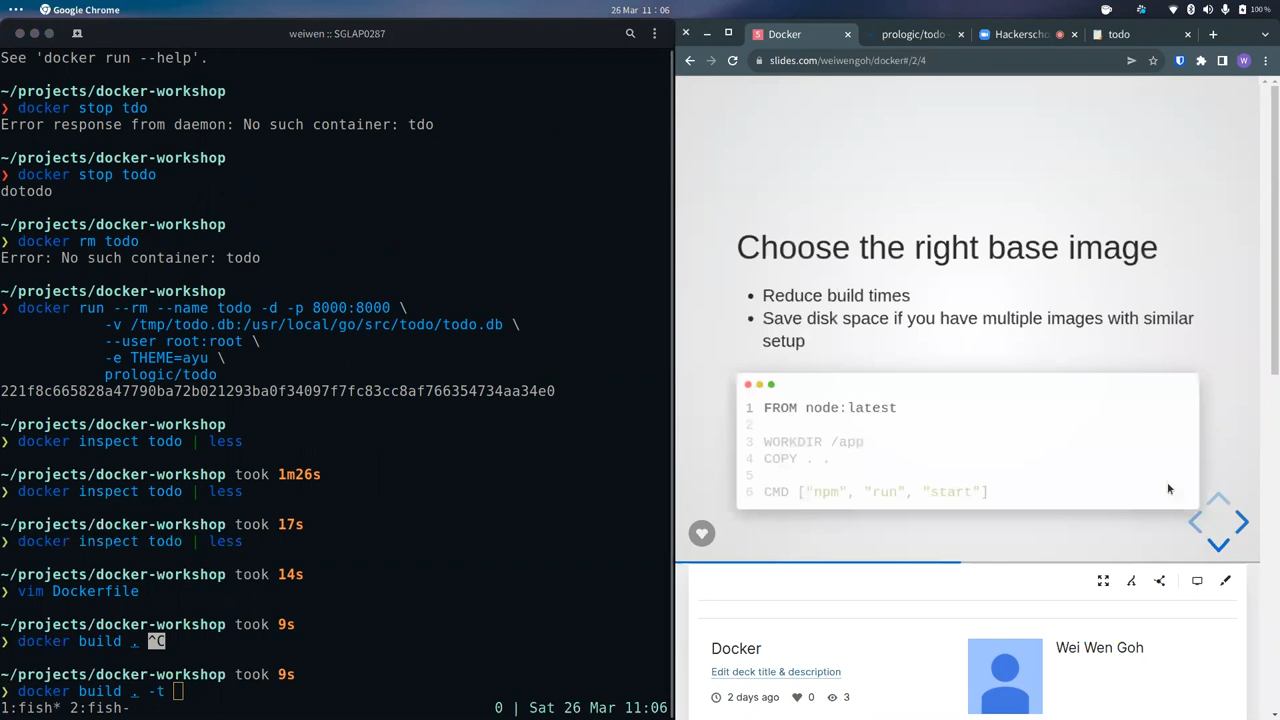 Google Chrome
26 Mar 11:06
100 %
weiwen :: SGLAP0287
See 'docker run --help'.
~/projects/docker-workshop
❯ docker stop tdo
Error response from daemon: No such container: tdo
~/projects/docker-workshop
❯ docker stop todo
dotodo
~/projects/docker-workshop
❯ docker rm todo
Error: No such container: todo
~/projects/docker-workshop
❯ docker run --rm --name todo -d -p 8000:8000 \
-v /tmp/todo.db:/usr/local/go/src/todo/todo.db \
--user root:root \
-e THEME=ayu \
prologic/todo
221f8c665828a47790ba72b021293ba0f34097f7fc83cc8af766354734aa34e0
~/projects/docker-workshop
❯ docker inspect todo | less
~/projects/docker-workshop took 1m26s
❯ docker inspect todo | less
~/projects/docker-workshop took 17s
❯ docker inspect todo | less
~/projects/docker-workshop took 14s
❯ vim Dockerfile
~/projects/docker-workshop took 9s
❯ docker build . ^C
~/projects/docker-workshop took 9s
❯ docker build . -t
1:fish* 2:fish-
0 | Sat 26 Mar 11:06
Docker
prologic/todo
Hackerscho
todo
slides.com/weiwengoh/docker#/2/4
W
Choose the right base image
• Reduce build times
• Save disk space if you have multiple images with similar
setup
1 FROM node:latest
2
3 WORKDIR /app
4 COPY . .
5
6 CMD ["npm", "run", "start"]
Docker
Edit deck title & description
2 days ago
0
3
Wei Wen Goh